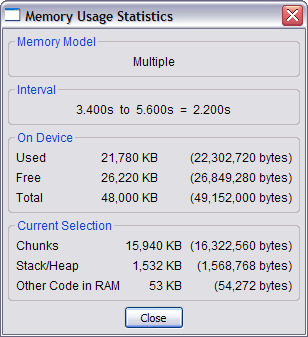 Memory Usage Statistics
Memory Model
Multiple
Interval
3.400s to 5.600s = 2.200s
On Device
Used 21,780 KB (22,302,720 bytes)
Free 26,220 KB (26,849,280 bytes)
Total 48,000 KB (49,152,000 bytes)
Current Selection
Chunks 15,940 KB (16,322,560 bytes)
Stack/Heap 1,532 KB (1,568,768 bytes)
Other Code in RAM 53 KB (54,272 bytes)
Close